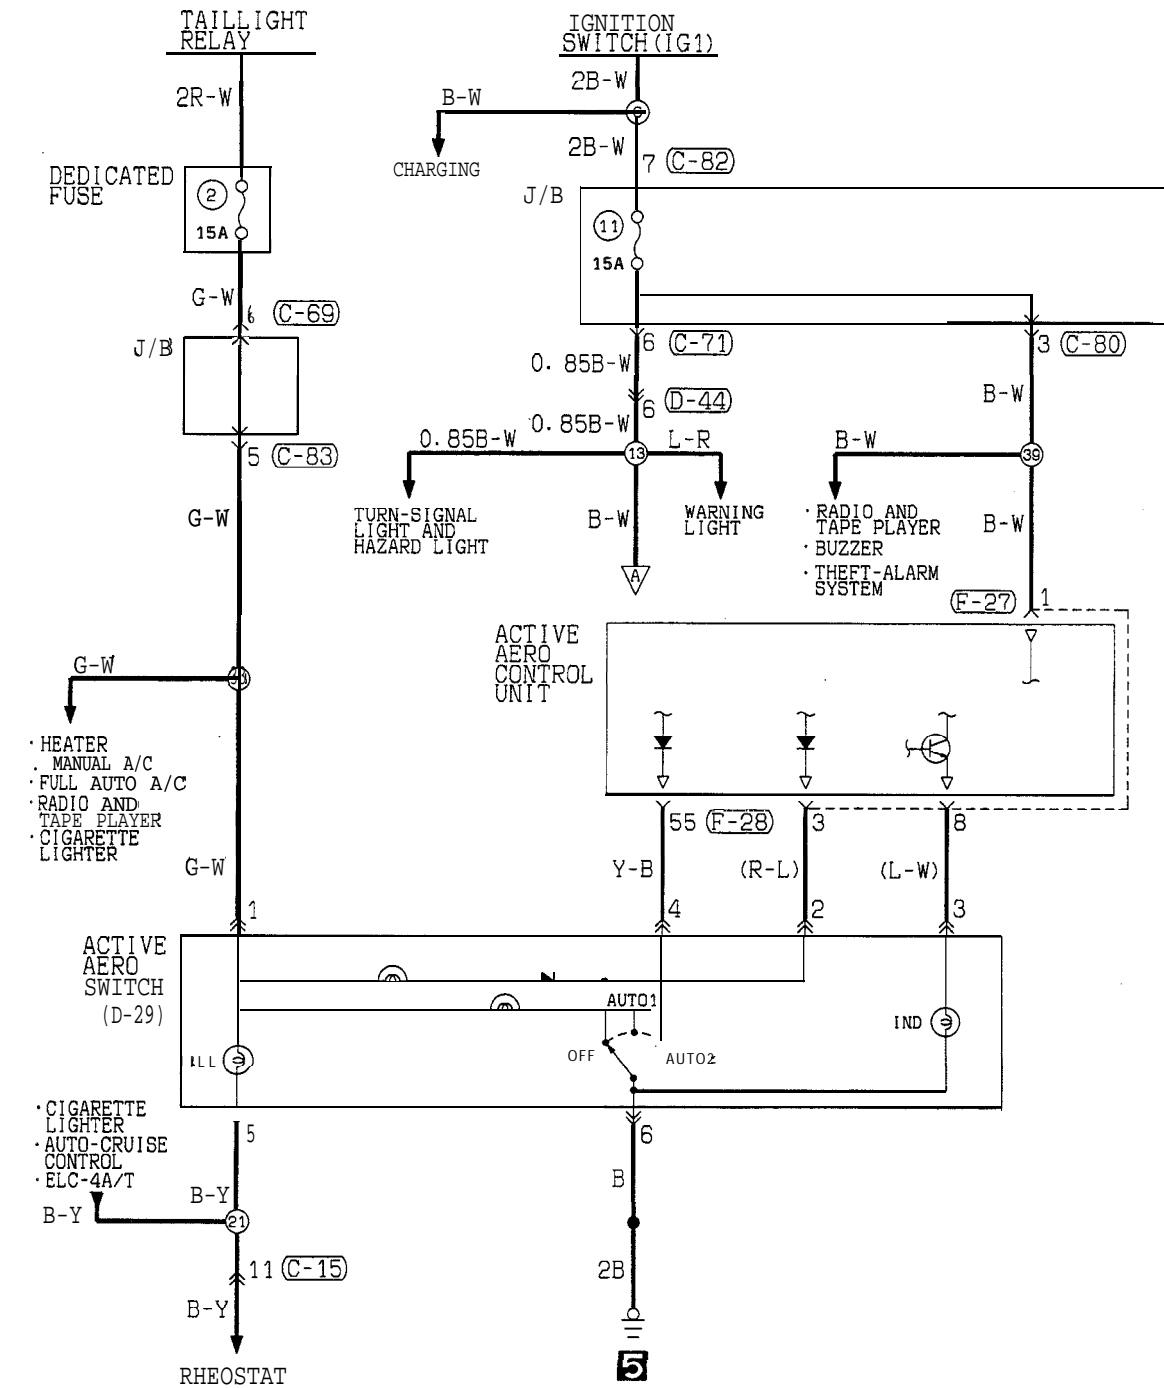 TAILLIGHT
RELAY
IGNITION
SWITCH(IG1)
2R-W
2B-W
B-W
6
2B-W
CHARGING
7 (C-82)
DEDICATED
FUSE
2
15A
J/B
11
15A
G-W
6 (C-69)
J/B
6 (C-71)
3 (C-80)
0. 85B-W
6 (D-44)
B-W
0. 85B-W
0. 85B-W
13
L-R
B-W
39
5 (C-83)
G-W
TURN-SIGNAL
LIGHT AND
HAZARD LIGHT
B-W
WARNING
LIGHT
· RADIO AND
TAPE PLAYER
· BUZZER
· THEFT-ALARM
SYSTEM
B-W
A
(F-27) 1
ACTIVE
AERO
CONTROL
UNIT
G-W
· HEATER
. MANUAL A/C
· FULL AUTO A/C
· RADIO AND
TAPE PLAYER
· CIGARETTE
LIGHTER
55 (F-28) 3 8
G-W
Y-B
(R-L)
(L-W)
1
4
2
3
ACTIVE
AERO
SWITCH
(D-29)
AUTO1
IND
OFF
AUTO2
LL
· CIGARETTE
LIGHTER
· AUTO-CRUISE
CONTROL
· ELC-4A/T
5
6
B
B-Y
B-Y
21
11 (C-15)
2B
B-Y
RHEOSTAT
5